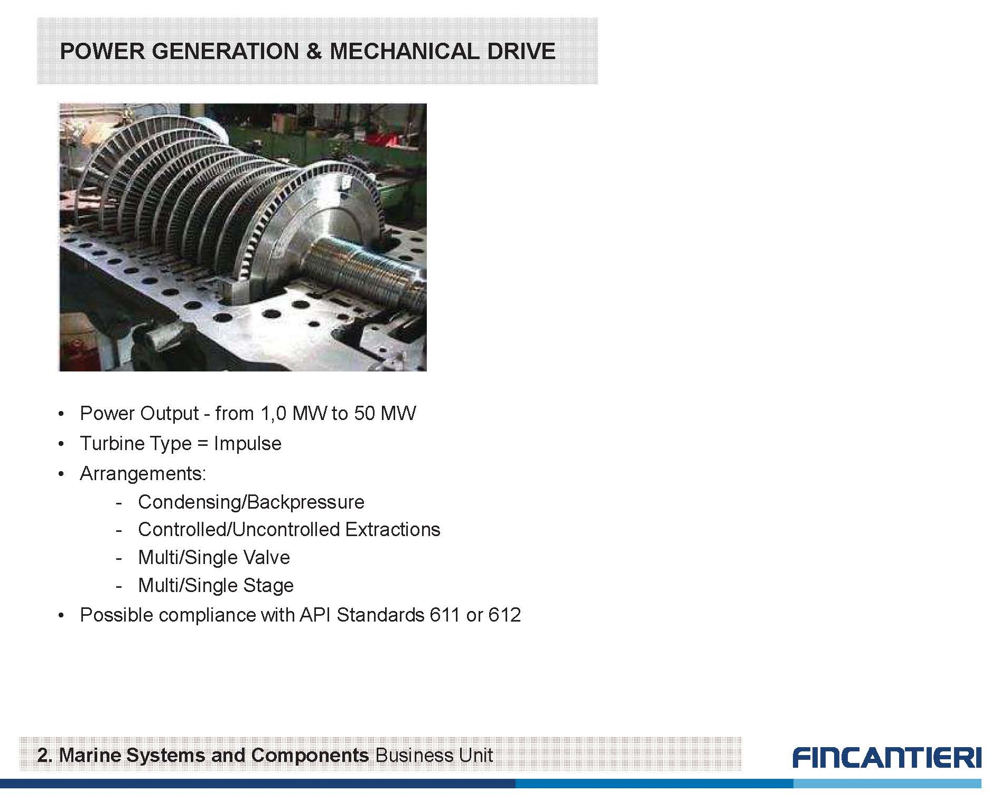 POWER GENERATION & MECHANICAL DRIVE
• Power Output - from 1,0 MW to 50 MW
• Turbine Type = Impulse
• Arrangements:
- Condensing/Backpressure
- Controlled/Uncontrolled Extractions
- Multi/Single Valve
- Multi/Single Stage
• Possible compliance with API Standards 611 or 612
2. Marine Systems and Components Business Unit
FINCANTIERI